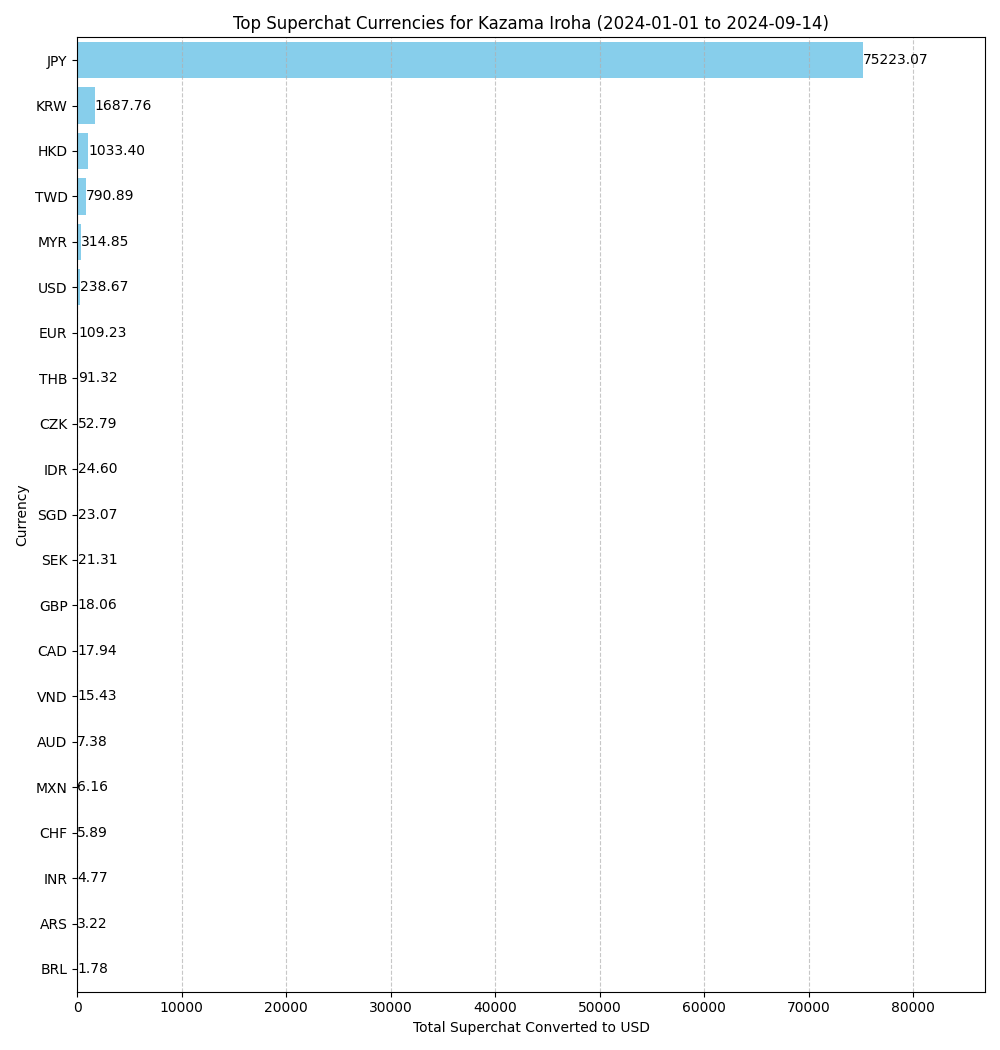 Top Superchat Currencies for Kazama Iroha (2024-01-01 to 2024-09-14)
JPY 75223.07
KRW 1687.76
HKD 1033.40
TWD 790.89
MYR 314.85
USD 238.67
EUR 109.23
THB 91.32
CZK 52.79
IDR 24.60
SGD 23.07
SEK 21.31
GBP 18.06
CAD 17.94
VND 15.43
AUD 7.38
MXN 6.16
CHF 5.89
INR 4.77
ARS 3.22
BRL 1.78
Currency
0 10000 20000 30000 40000 50000 60000 70000 80000
Total Superchat Converted to USD